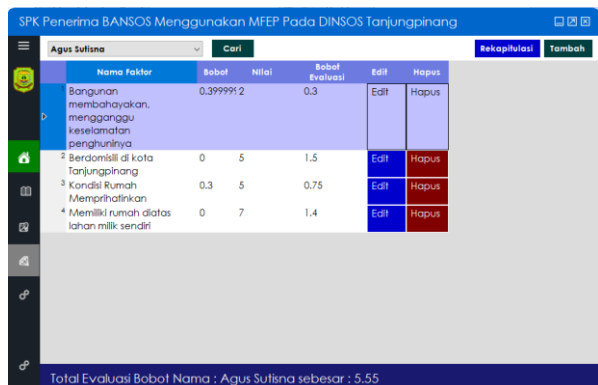 SPK Penerima BANSOS Menggunakan MFEP Pada DINSOS Tanjungpinang
Agus Sutisna Cari Rekapitulasi Tambah
Nama Faktor Bobot Nilai Bobot Evaluasi Edit Hapus
1 Bangunan membahayakan, mengganggu keselamatan penghuninya 0.399999 2 0.3 Edit Hapus
2 Berdomisili di kota Tanjungpinang 0 5 1.5 Edit Hapus
3 Kondisi Rumah Memprihatinkan 0.3 5 0.75 Edit Hapus
4 Memiliki rumah diatas lahan milik sendiri 0 7 1.4 Edit Hapus
Total Evaluasi Bobot Nama : Agus Sutisna sebesar : 5.55